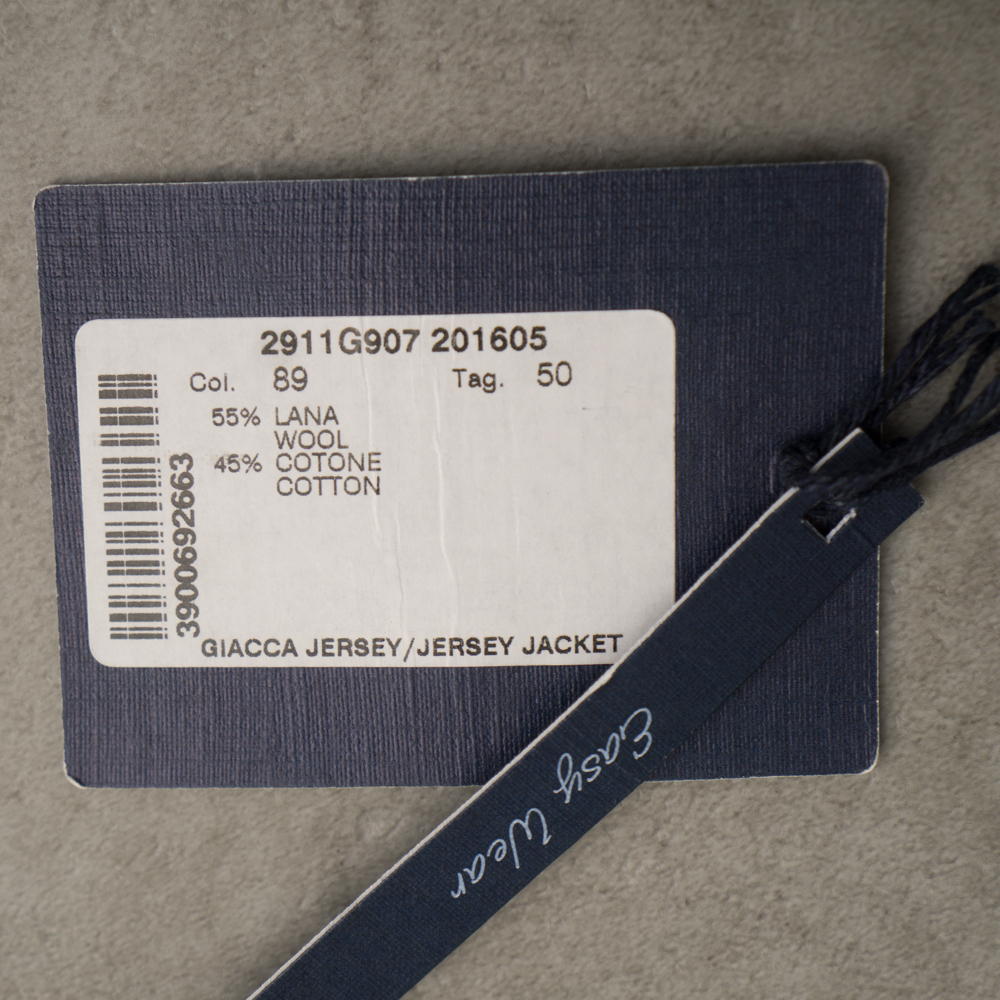 2911G907 201605
Col. 89 Tag. 50
55% LANA
WOOL
45% COTONE
COTTON
3900692663
GIACCA JERSEY/JERSEY JACKET
Easy Wear